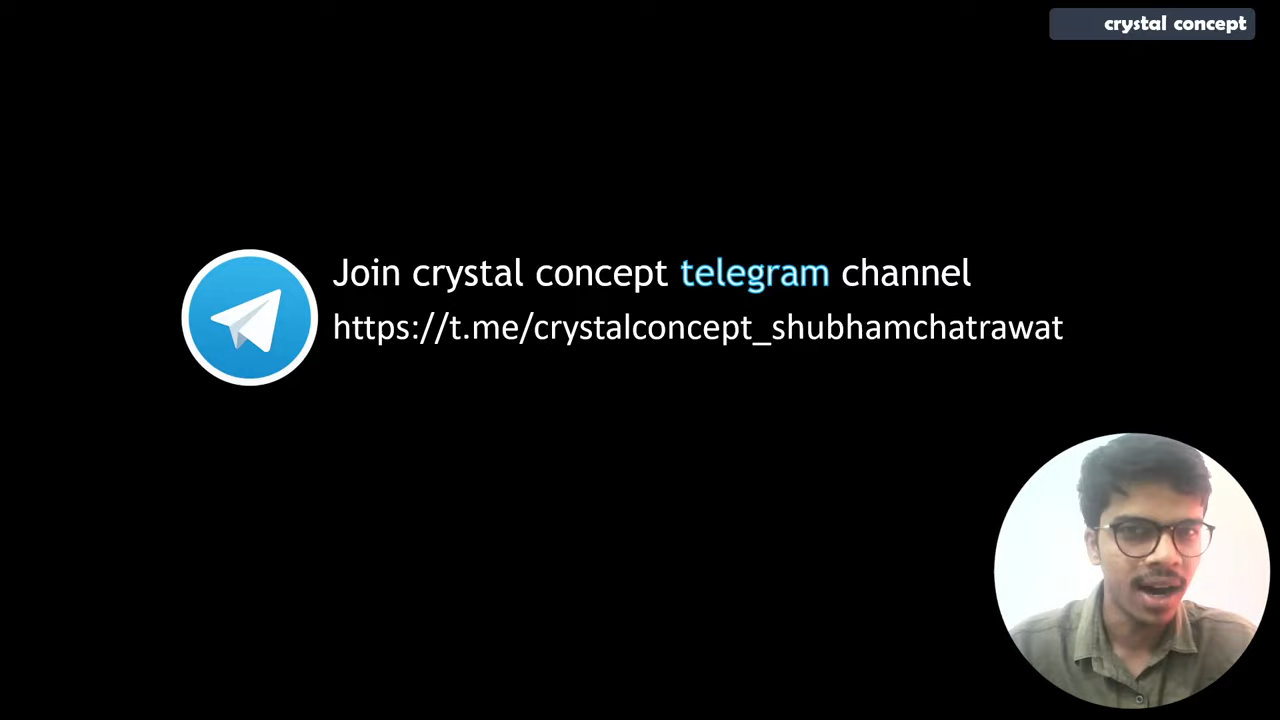 crystal concept
Join crystal concept telegram channel
https://t.me/crystalconcept_shubhamchatrawat